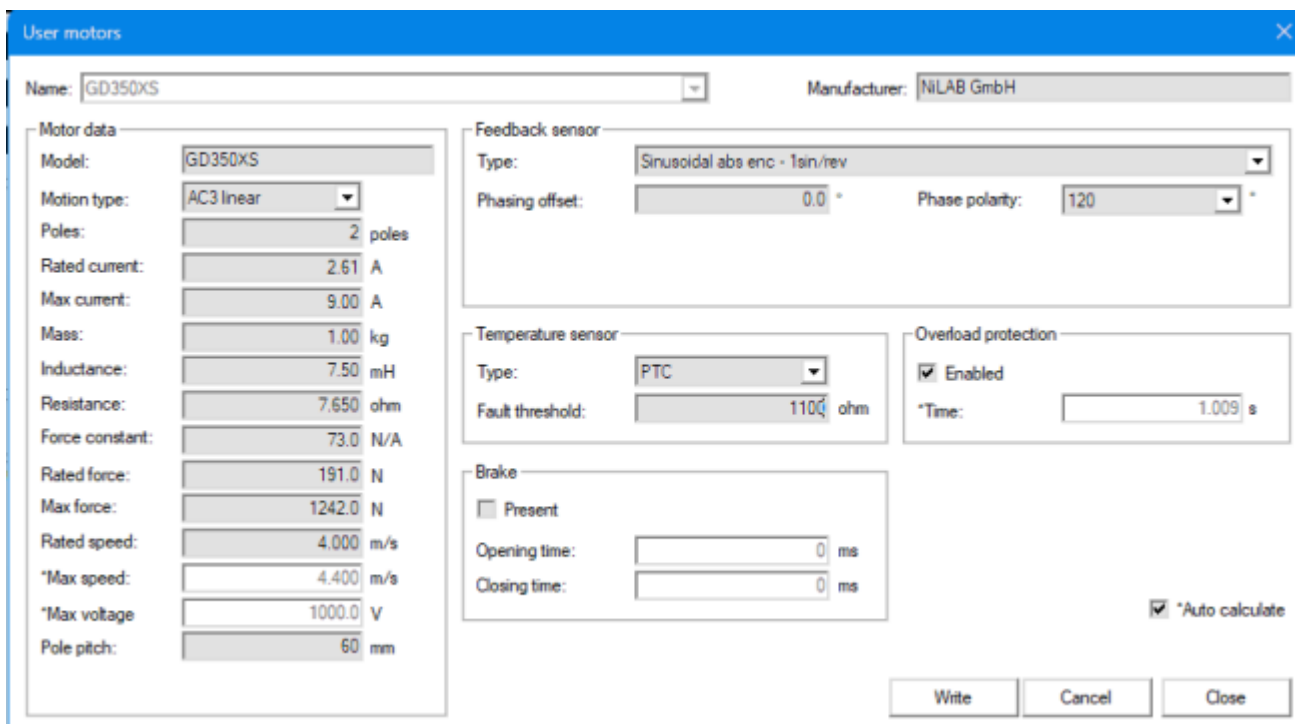 User motors
Name: GD350XS
Manufacturer: NiLAB GmbH
Motor data
Model: GD350XS
Motion type: AC3 linear
Poles: 2 poles
Rated current: 2.61 A
Max current: 9.00 A
Mass: 1.00 kg
Inductance: 7.50 mH
Resistance: 7.650 ohm
Force constant: 73.0 N/A
Rated force: 191.0 N
Max force: 1242.0 N
Rated speed: 4.000 m/s
*Max speed: 4.400 m/s
*Max voltage 1000.0 V
Pole pitch: 60 mm
Feedback sensor
Type: Sinusoidal abs enc - 1sin/rev
Phasing offset: 0.0 °
Phase polarity: 120 °
Temperature sensor
Type: PTC
Fault threshold: 1100 ohm
Overload protection
Enabled
*Time: 1.009 s
Brake
Present
Opening time: 0 ms
Closing time: 0 ms
*Auto calculate
Write Cancel Close